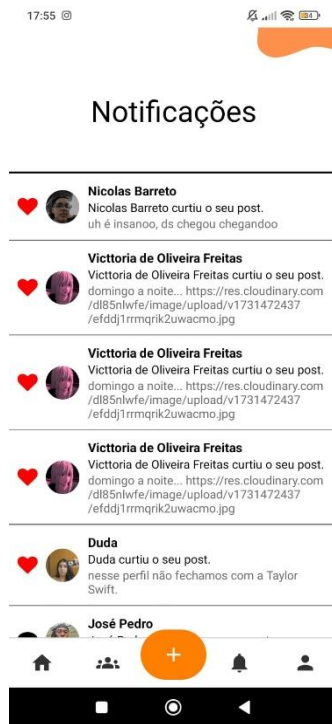 17:55
84
Notificações
Nicolas Barreto
Nicolas Barreto curtiu o seu post.
uh é insanoo, ds chegou chegandoo
Victtoria de Oliveira Freitas
Victtoria de Oliveira Freitas curtiu o seu post.
domingo a noite... https://res.cloudinary.com
/dl85nlwfe/image/upload/v1731472437
/efddj1rrmqrik2uwacmo.jpg
Victtoria de Oliveira Freitas
Victtoria de Oliveira Freitas curtiu o seu post.
domingo a noite... https://res.cloudinary.com
/dl85nlwfe/image/upload/v1731472437
/efddj1rrmqrik2uwacmo.jpg
Victtoria de Oliveira Freitas
Victtoria de Oliveira Freitas curtiu o seu post.
domingo a noite... https://res.cloudinary.com
/dl85nlwfe/image/upload/v1731472437
/efddj1rrmqrik2uwacmo.jpg
Duda
Duda curtiu o seu post.
nesse perfil não fechamos com a Taylor
Swift.
José Pedro